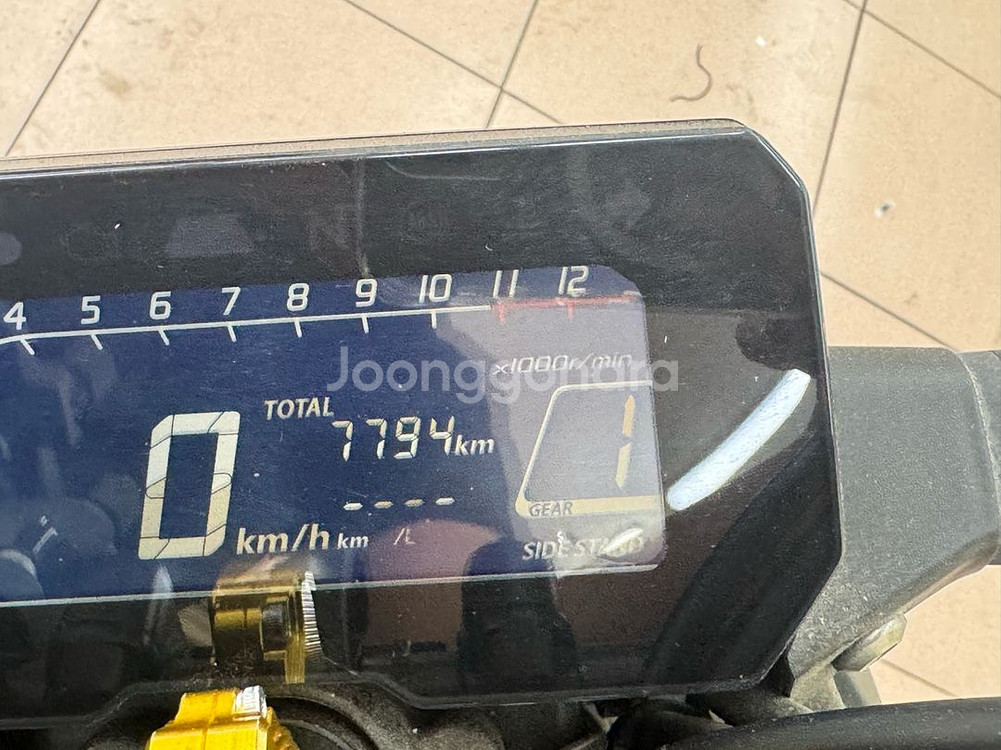 4 5 6 7 8 9 10 11 12
x1000r/min
Joonggonara
TOTAL
7794km
1
0
km/h
---- km/L
GEAR
SIDE STAND